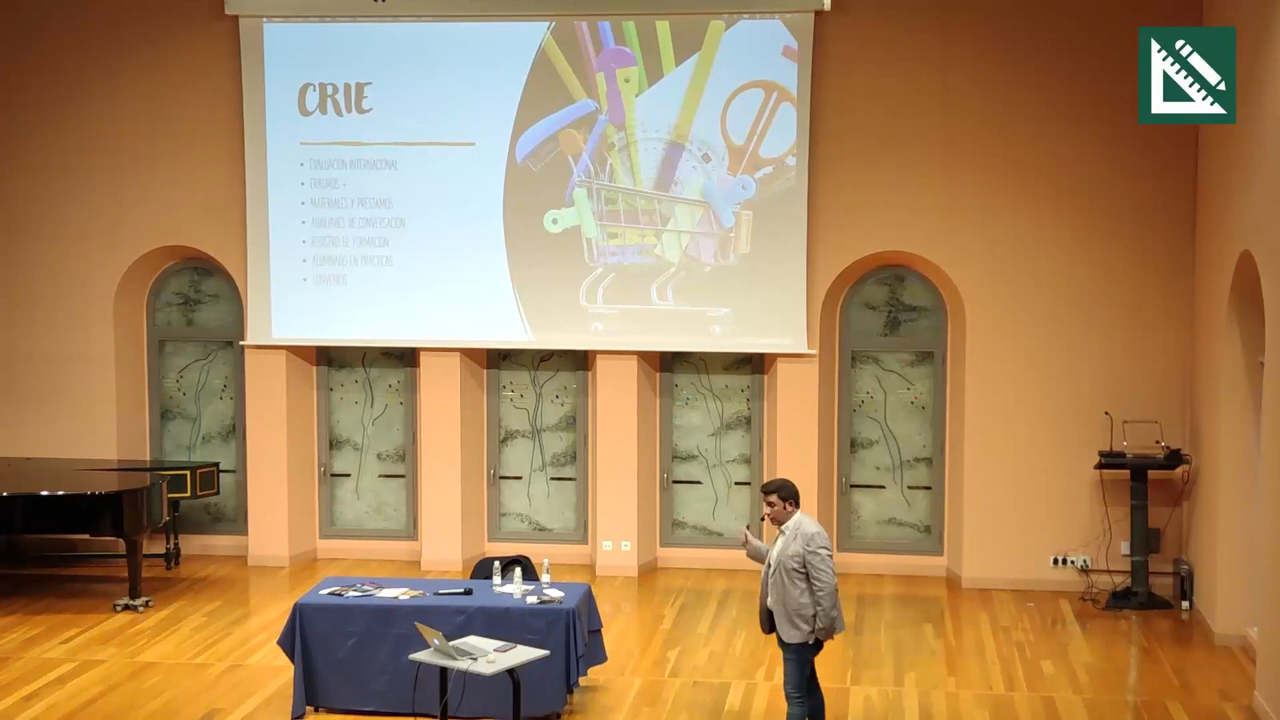 CRIE
• EVALUACIÓN INTERNACIONAL
• ERASMUS +
• MATERIALES Y PRÉSTAMOS
• AUXILIARES DE CONVERSACIÓN
• REGISTRO DE FORMACIÓN
• ALUMNADO EN PRÁCTICAS
• CONVENIOS